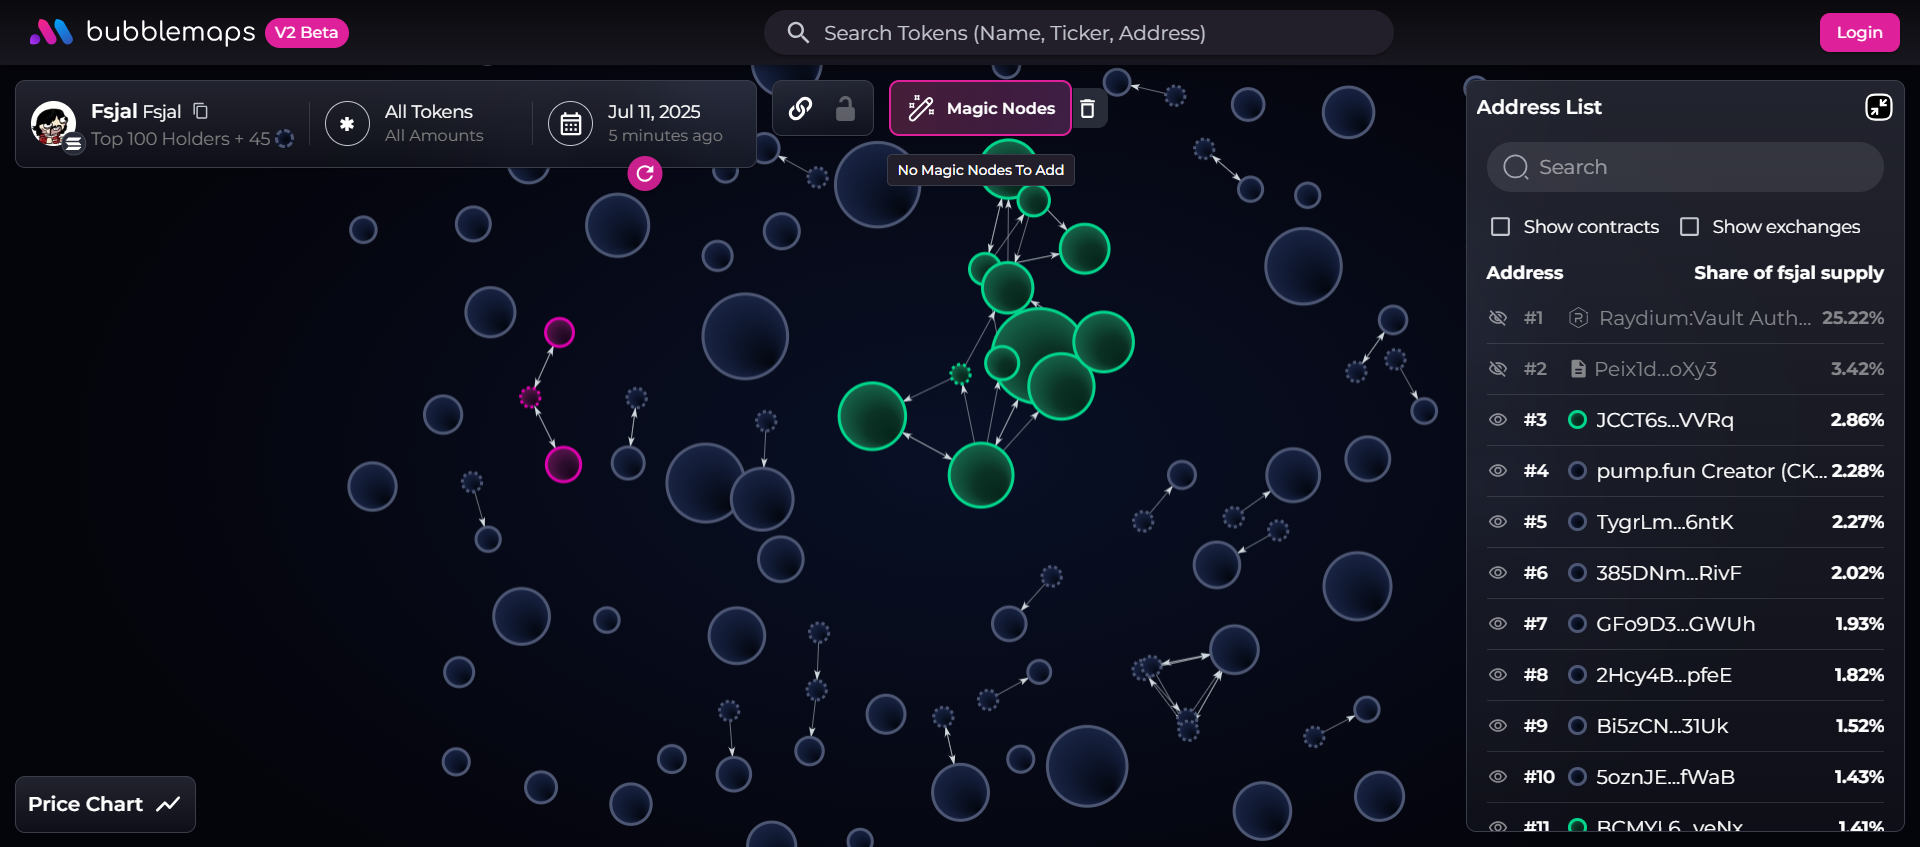 bubblemaps V2 Beta
Search Tokens (Name, Ticker, Address)
Login
Fsjal Fsjal
Top 100 Holders + 45
All Tokens
All Amounts
Jul 11, 2025
5 minutes ago
Magic Nodes
No Magic Nodes To Add
Address List
Search
Show contracts
Show exchanges
Address Share of fsjal supply
#1 Raydium:Vault Auth... 25.22%
#2 Peix1d...oXy3 3.42%
#3 JCCT6s...VVRq 2.86%
#4 pump.fun Creator (CK... 2.28%
#5 TygrLm...6ntK 2.27%
#6 385DNm...RivF 2.02%
#7 GFo9D3...GWUh 1.93%
#8 2Hcy4B...pfeE 1.82%
#9 Bi5zCN...31Uk 1.52%
#10 5oznJE...fWaB 1.43%
#11 1.41%
Price Chart